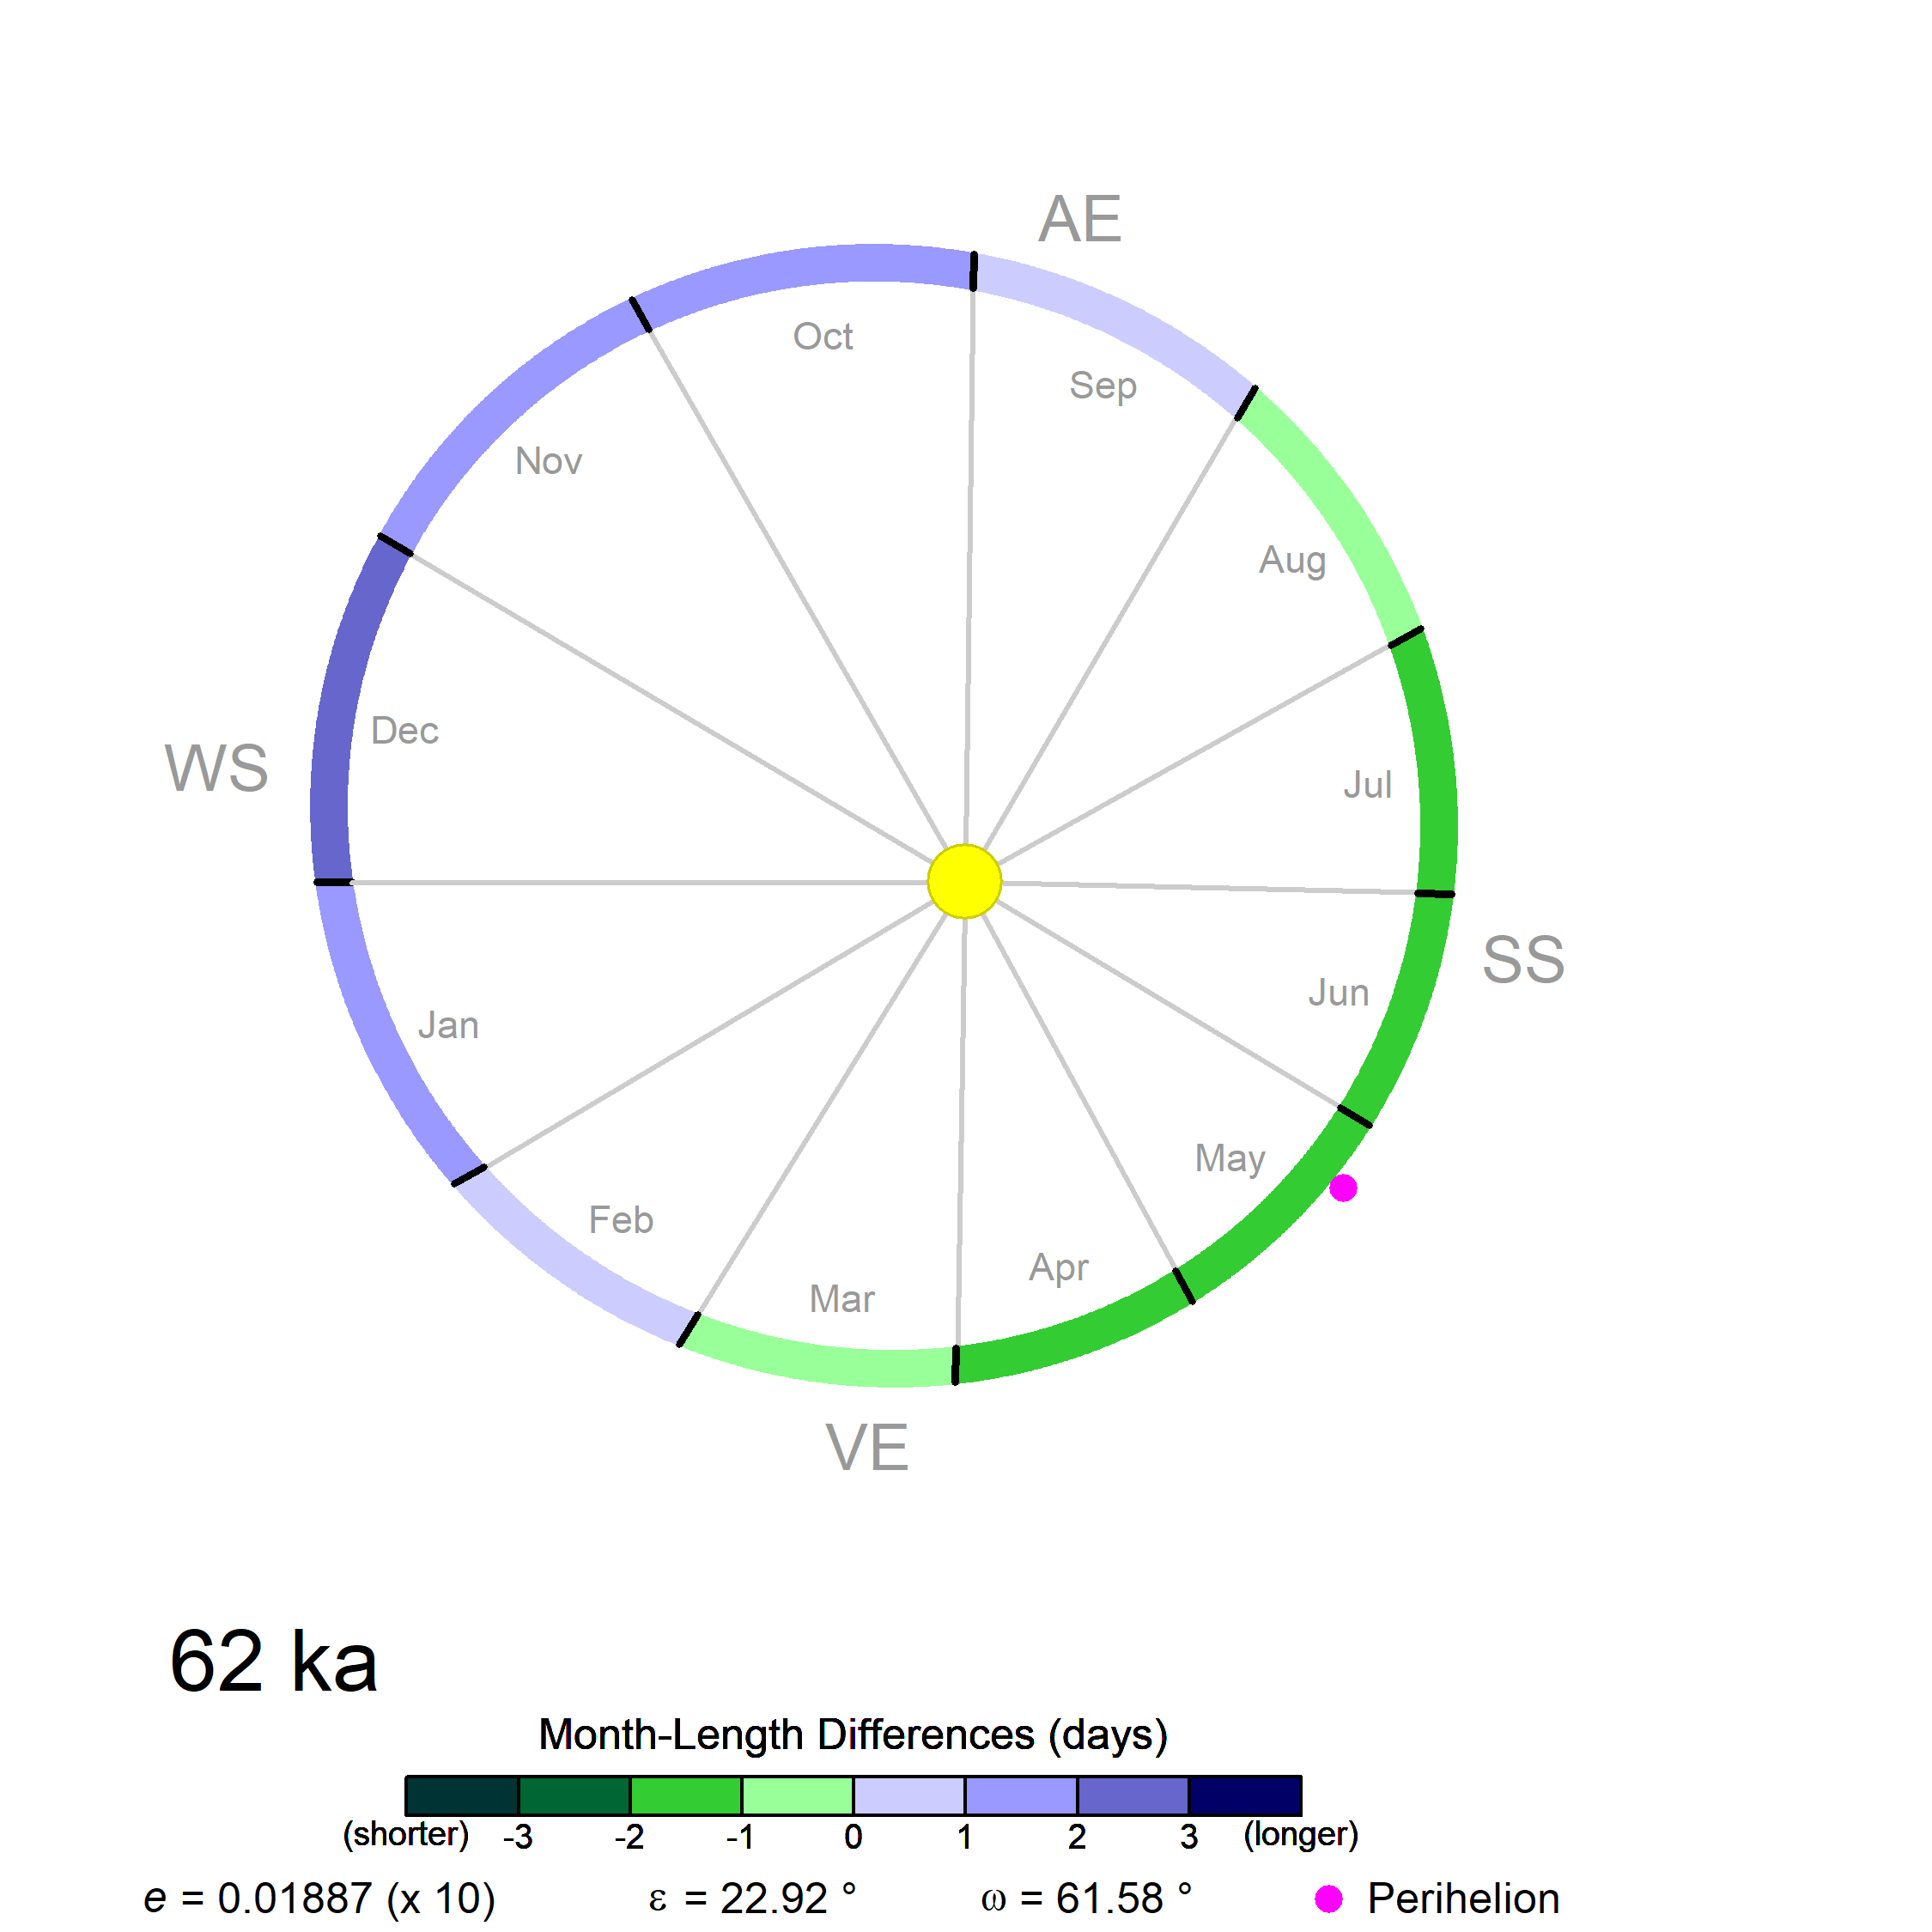 AE
Oct
Sep
Nov
Aug
Dec
WS
Jul
SS
Jun
Jan
May
Feb
Apr
Mar
VE
62 ka
Month-Length Differences (days)
(shorter) -3 -2 -1 0 1 2 3 (longer)
e = 0.01887 (x 10) ε = 22.92 ° ω = 61.58 ° Perihelion